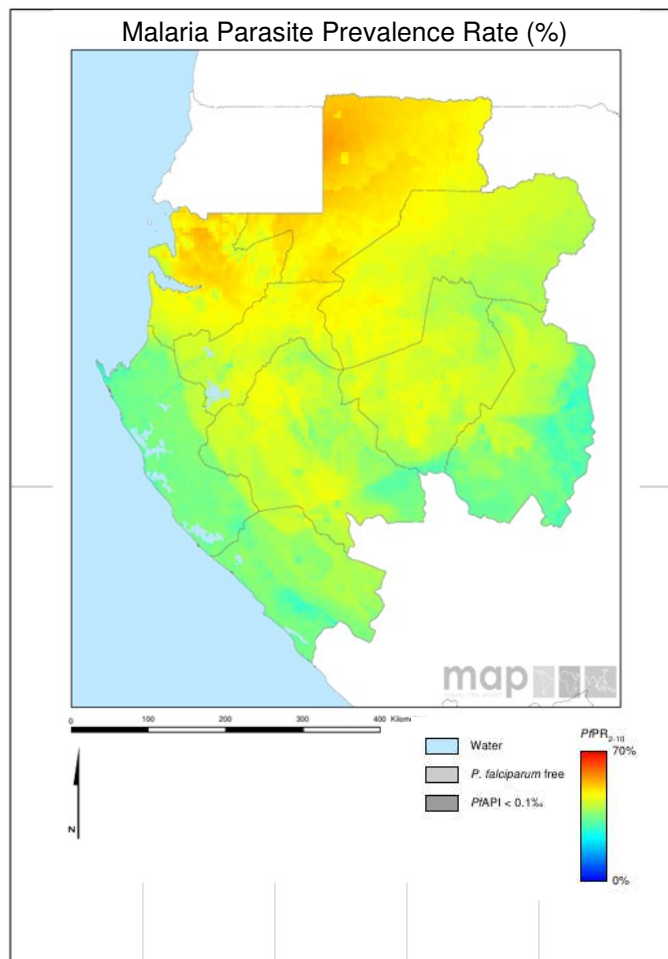 Malaria Parasite Prevalence Rate (%)
map
0 100 200 300 400 Kilom
N
Water
P. falciparum free
PfAPI < 0.1‰
PfPR2-10
70%
0%